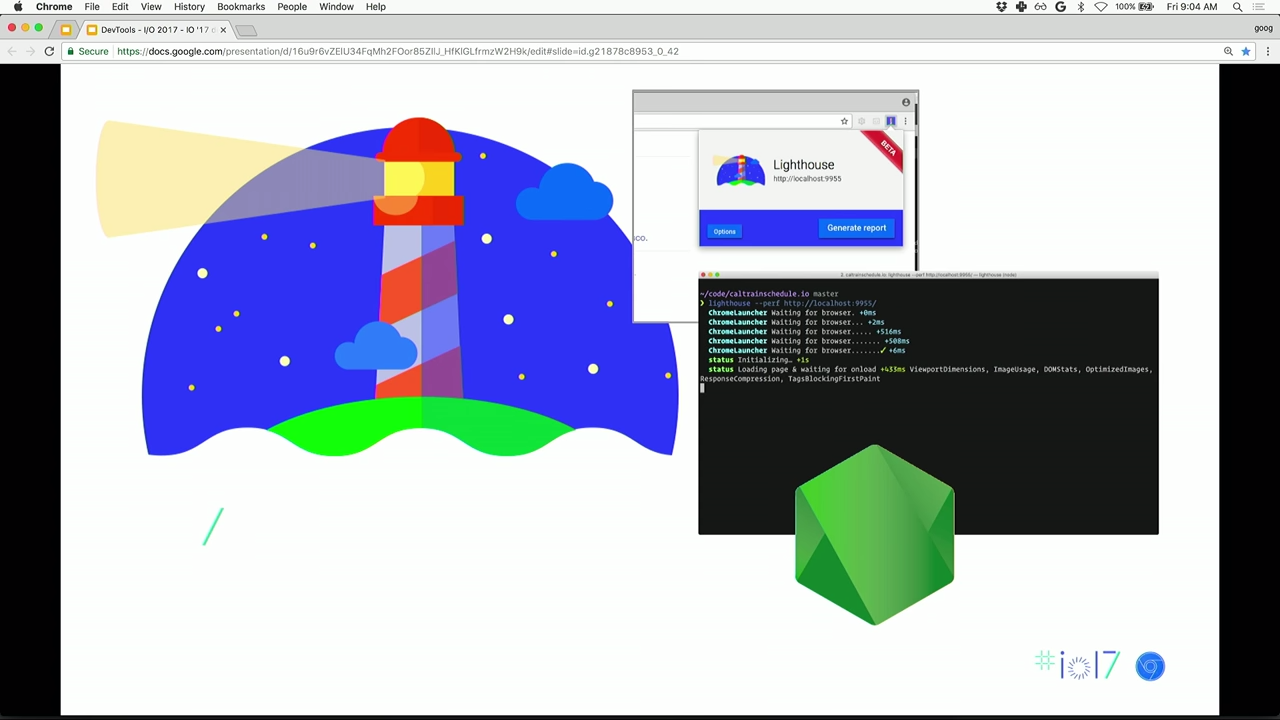 Chrome File Edit View History Bookmarks People Window Help 100% Fri 9:04 AM
DevTools - I/O 2017 - IO '17 d
goog
Secure https://docs.google.com/presentation/d/16u9r6vZEIU34FqMh2FOor85ZIIJ_HfKIGLfrmzW2H9k/edit#slide=id.g21878c8953_0_42
BETA
Lighthouse
http://localhost:9955
Options
Generate report
sco.
2. caltrainschedule.io: lighthouse --perf http://localhost:9955/ — lighthouse (node)
~/code/caltrainschedule.io master
❯ lighthouse --perf http://localhost:9955/
ChromeLauncher Waiting for browser. +0ms
ChromeLauncher Waiting for browser... +2ms
ChromeLauncher Waiting for browser..... +516ms
ChromeLauncher Waiting for browser....... +508ms
ChromeLauncher Waiting for browser.......✓ +6ms
status Initializing… +1s
status Loading page & waiting for onload +433ms ViewportDimensions, ImageUsage, DOMStats, OptimizedImages,
ResponseCompression, TagsBlockingFirstPaint
#io17